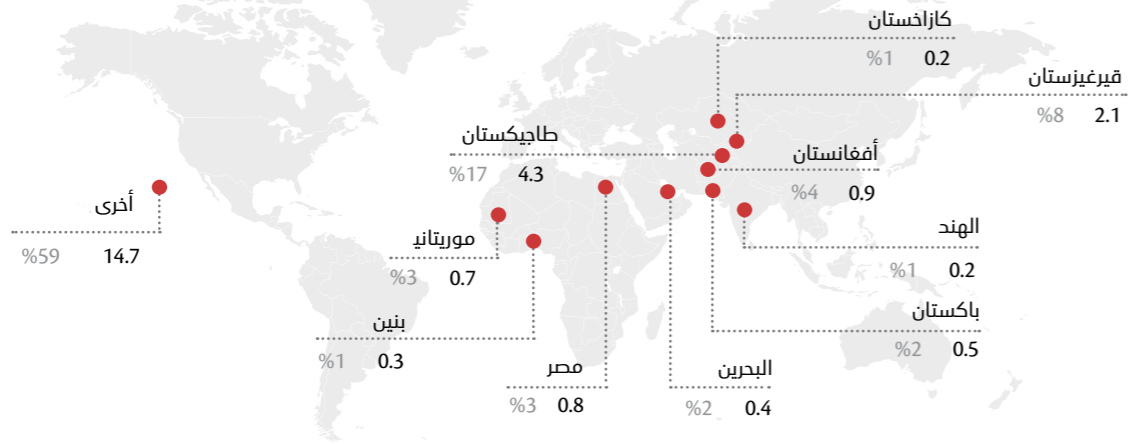 كازاخستان
0.2 %1
قيرغيزستان
2.1 %8
طاجيكستان
4.3 %17
أفغانستان
0.9 %4
أخرى
14.7 %59
الهند
0.2 %1
موريتاني
0.7 %3
باكستان
0.5 %2
بنين
0.3 %1
البحرين
0.4 %2
مصر
0.8 %3